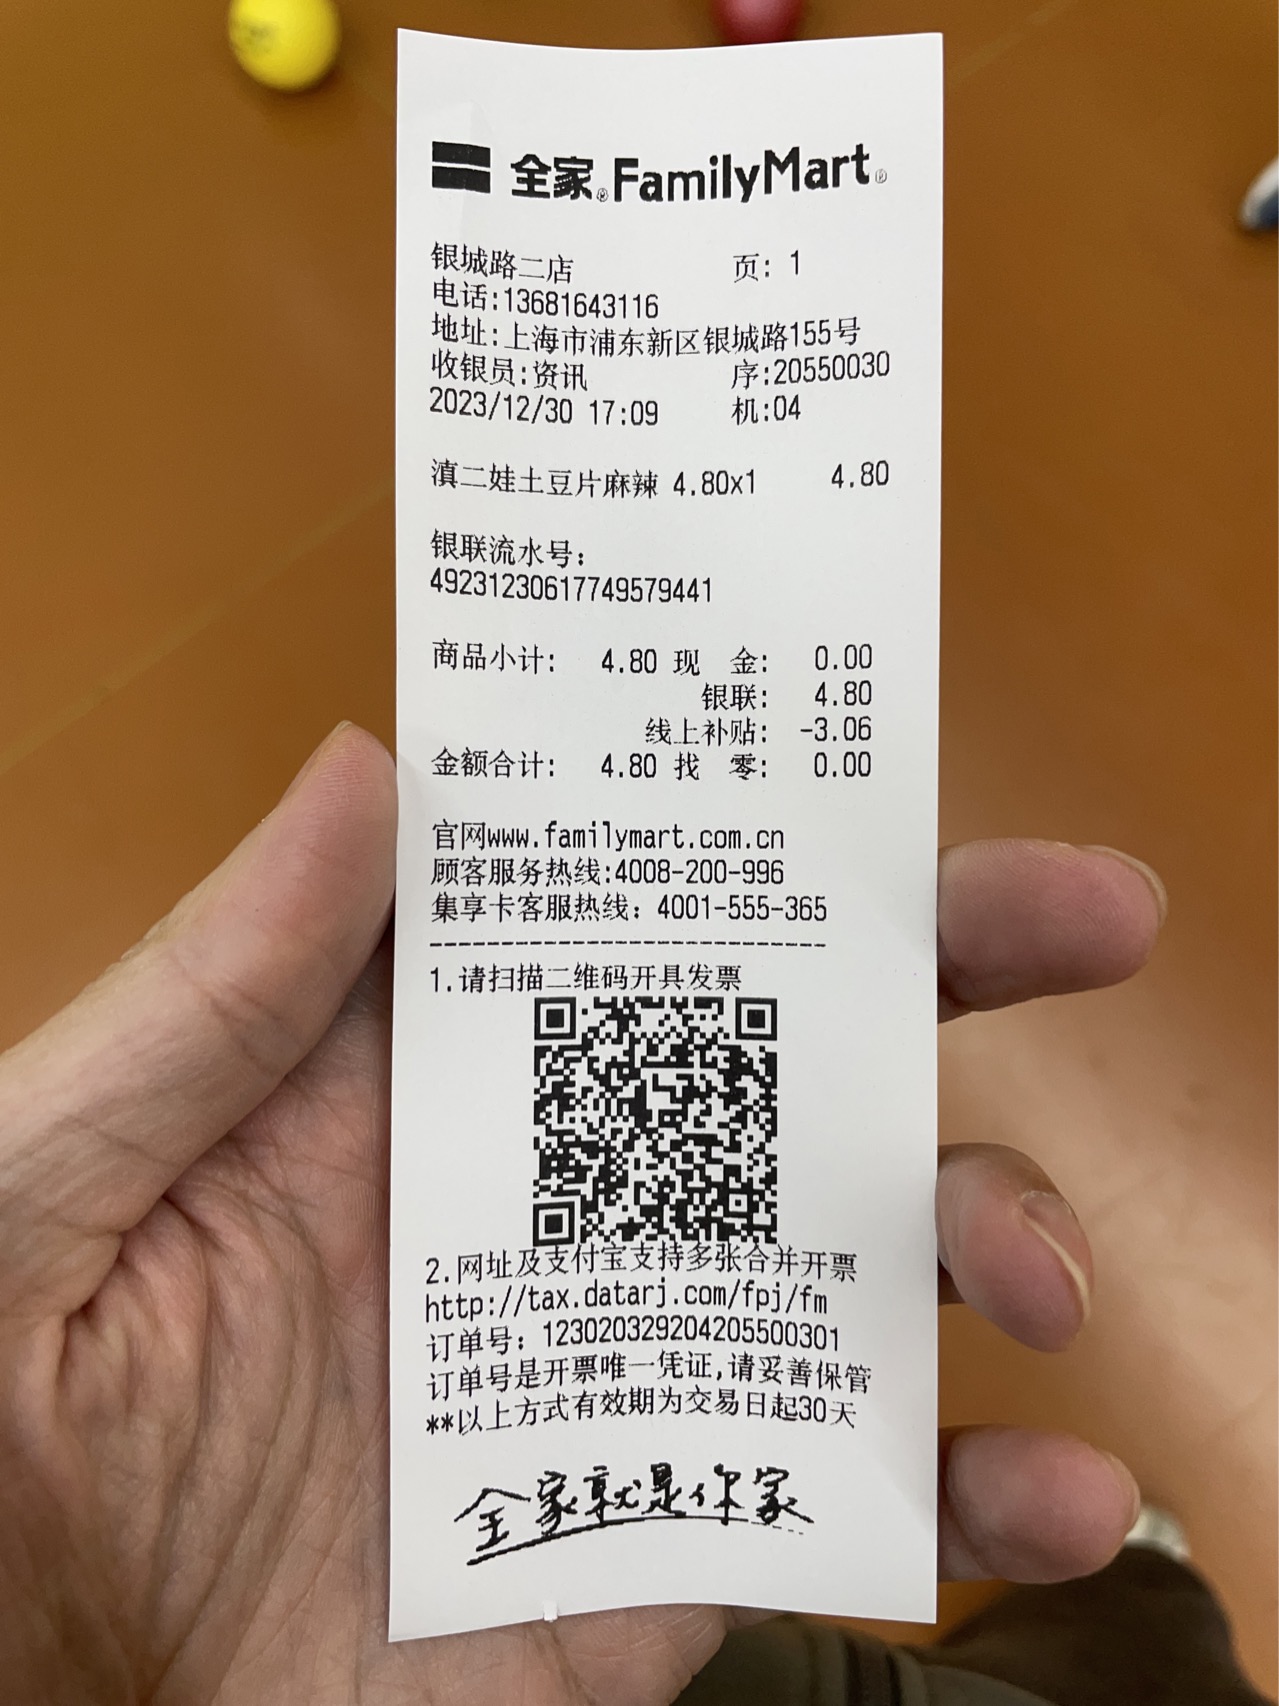 全家®FamilyMart®
银城路二店 页: 1
电话:13681643116
地址:上海市浦东新区银城路155号
收银员:资讯 序:20550030
2023/12/30 17:09 机:04
滇二娃土豆片麻辣 4.80x1 4.80
银联流水号:
49231230617749579441
商品小计: 4.80 现 金: 0.00
银联: 4.80
线上补贴: -3.06
金额合计: 4.80 找 零: 0.00
官网www.familymart.com.cn
顾客服务热线:4008-200-996
集享卡客服热线: 4001-555-365
----------------------------
1.请扫描二维码开具发票
2.网址及支付宝支持多张合并开票
http://tax.datarj.com/fpj/fm
订单号: 123020329204205500301
订单号是开票唯一凭证,请妥善保管
**以上方式有效期为交易日起30天
全家就是你家